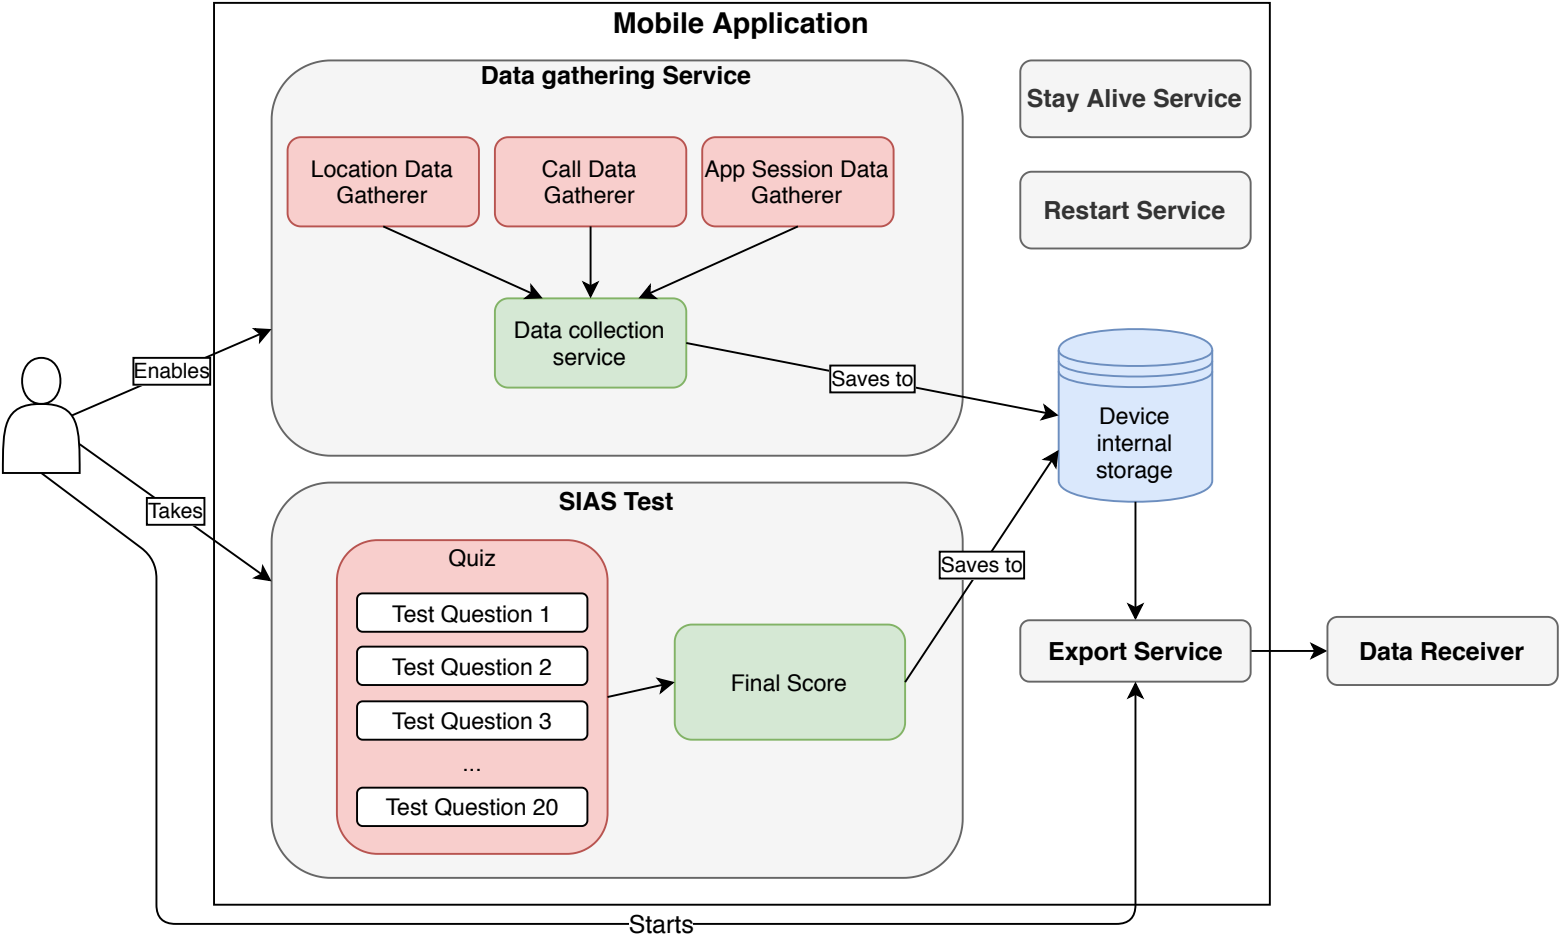 Mobile Application
Data gathering Service
Stay Alive Service
Location Data
Gatherer
Call Data
Gatherer
App Session Data
Gatherer
Restart Service
Data collection
service
Enables
Saves to
Device
internal
storage
SIAS Test
Takes
Quiz
Saves to
Test Question 1
Test Question 2
Test Question 3
...
Test Question 20
Final Score
Export Service
Data Receiver
Starts